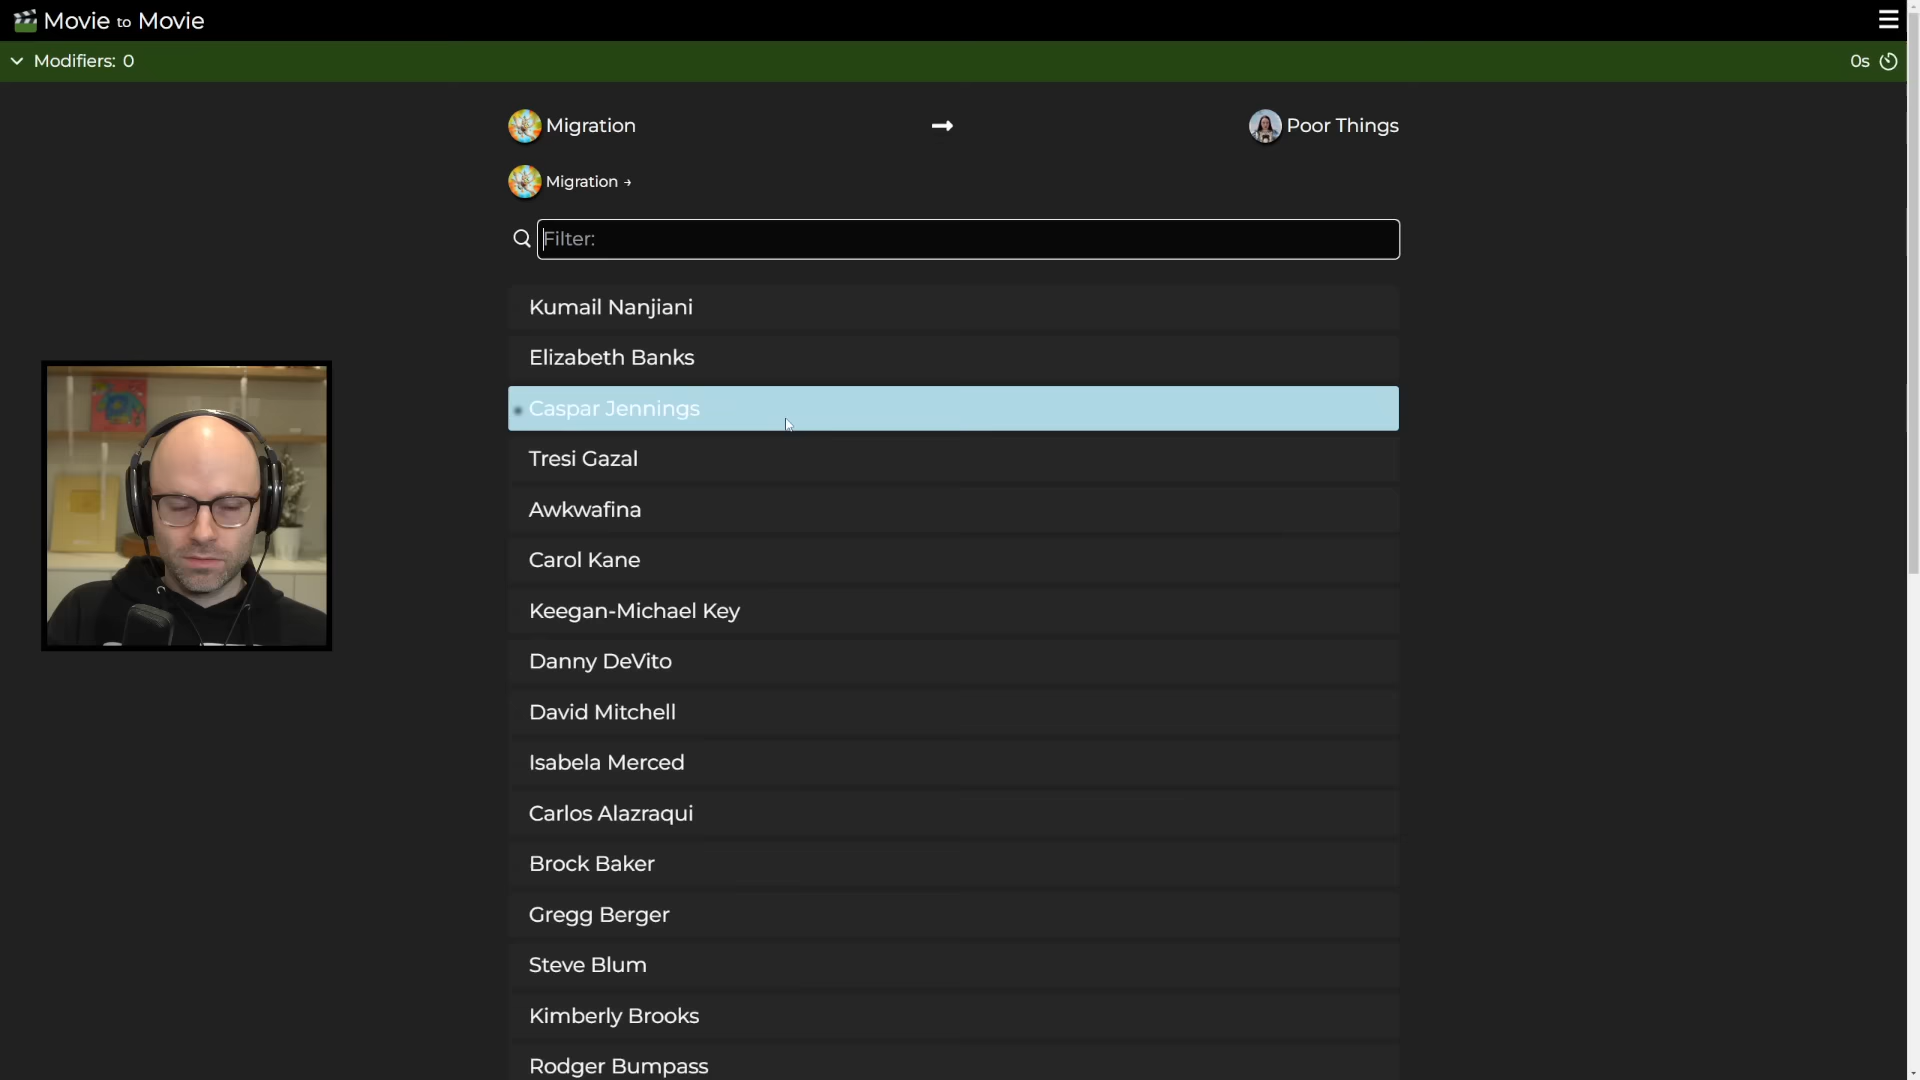 Movie to Movie
Modifiers: 0
0s
Migration
Poor Things
Migration →
Filter:
Kumail Nanjiani
Elizabeth Banks
Caspar Jennings
Tresi Gazal
Awkwafina
Carol Kane
Keegan-Michael Key
Danny DeVito
David Mitchell
Isabela Merced
Carlos Alazraqui
Brock Baker
Gregg Berger
Steve Blum
Kimberly Brooks
Rodger Bumpass